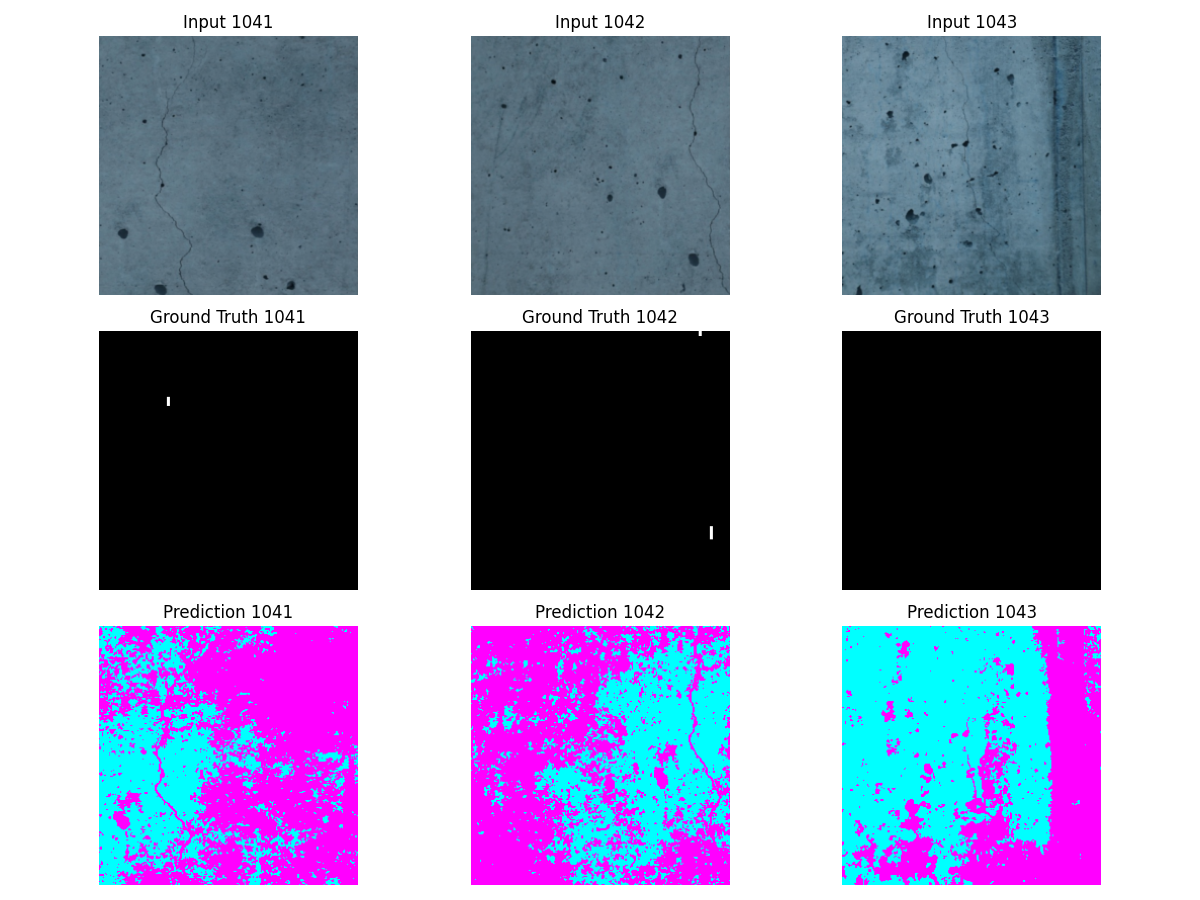 Input 1041
Input 1042
Input 1043
Ground Truth 1041
Ground Truth 1042
Ground Truth 1043
Prediction 1041
Prediction 1042
Prediction 1043